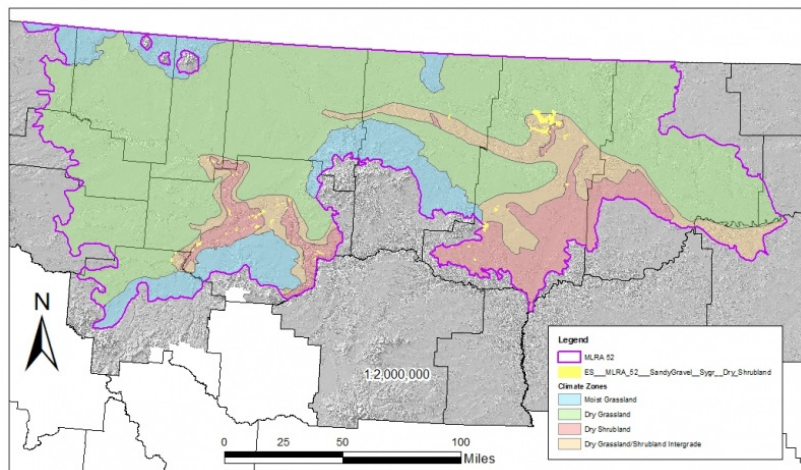 N
1:2,000,000
0 25 50 100
Miles
Legend
MLRA 52
ES___MLRA_52___SandyGravel__Sygr__Dry_Shrubland
Climate Zones
Moist Grassland
Dry Grassland
Dry Shrubland
Dry Grassland/Shrubland Intergrade